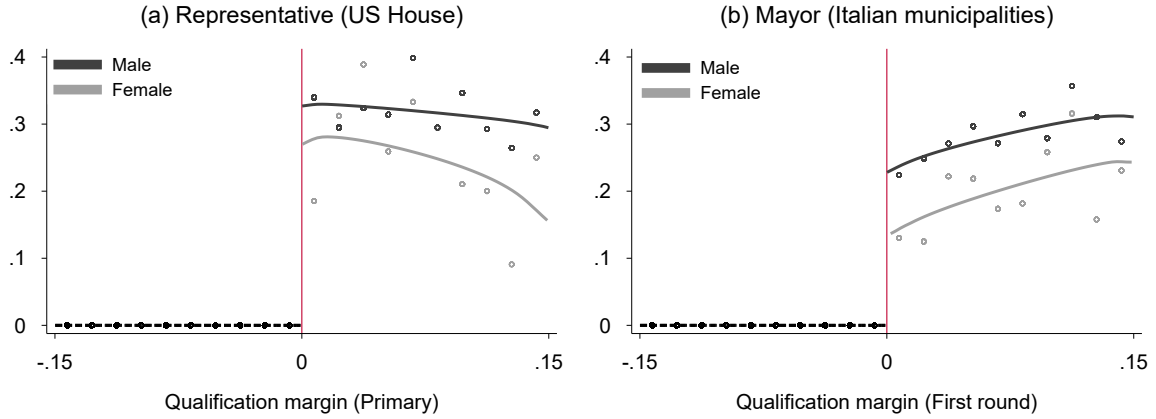 (a) Representative (US House)
Male
Female
.4
.3
.2
.1
0
-.15
0
.15
Qualification margin (Primary)
(b) Mayor (Italian municipalities)
Male
Female
.4
.3
.2
.1
0
-.15
0
.15
Qualification margin (First round)